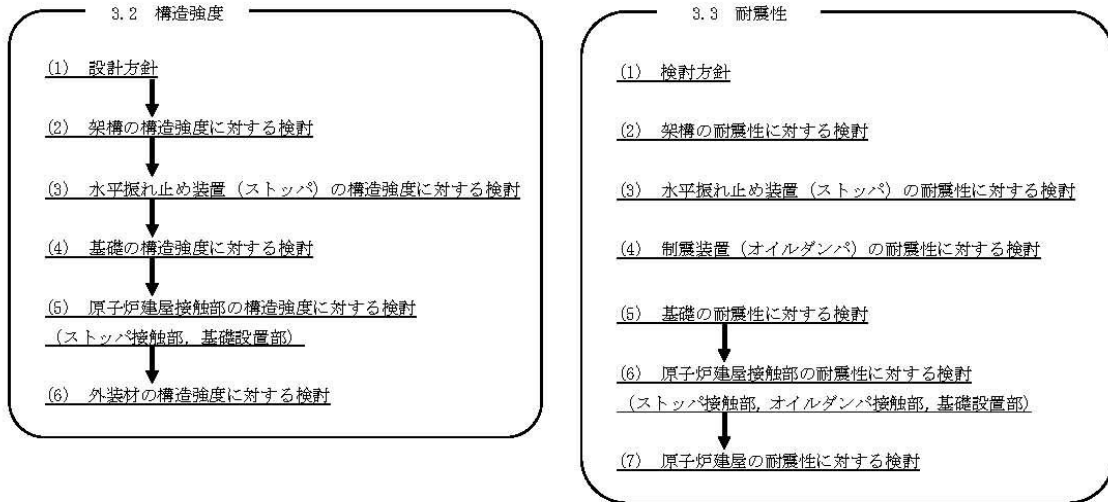 3.2 構造強度
(1) 設計方針
(2) 架構の構造強度に対する検討
(3) 水平振れ止め装置(ストッパ)の構造強度に対する検討
(4) 基礎の構造強度に対する検討
(5) 原子炉建屋接触部の構造強度に対する検討
(ストッパ接触部,基礎設置部)
(6) 外装材の構造強度に対する検討
3.3 耐震性
(1) 検討方針
(2) 架構の耐震性に対する検討
(3) 水平振れ止め装置(ストッパ)の耐震性に対する検討
(4) 制震装置(オイルダンパ)の耐震性に対する検討
(5) 基礎の耐震性に対する検討
(6) 原子炉建屋接触部の耐震性に対する検討
(ストッパ接触部,オイルダンパ接触部,基礎設置部)
(7) 原子炉建屋の耐震性に対する検討